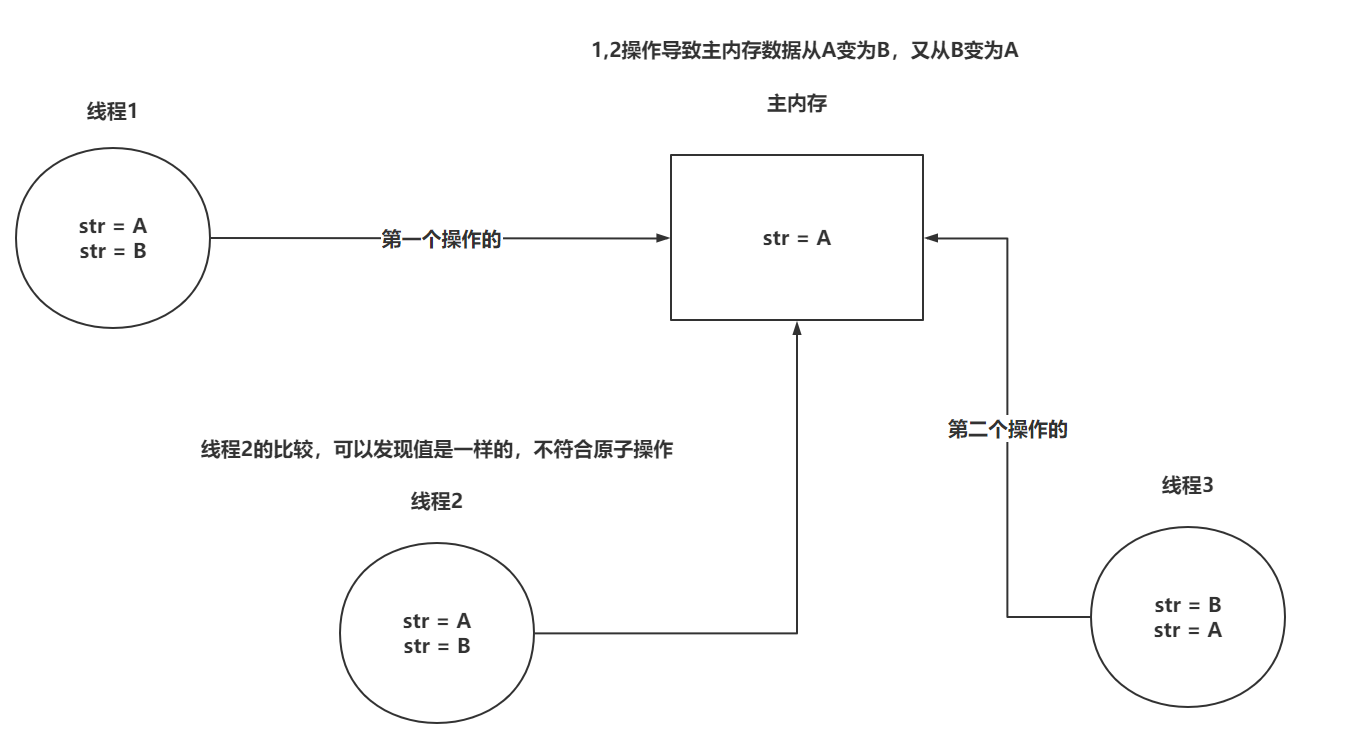 1,2操作导致主内存数据从A变为B，又从B变为A
主内存
线程1
str = A
str = B
第一个操作的
str = A
第二个操作的
线程2的比较，可以发现值是一样的，不符合原子操作
线程2
str = A
str = B
线程3
str = B
str = A